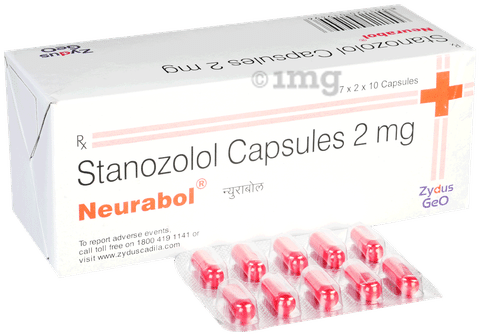 Rx
Stanozolol
Capsules 2 mg
Neurabol®
Zydus
GeO
©1mg
7 x 2 x 10 Capsules
Rx
Stanozolol Capsules 2 mg
Neurabol®
न्युराबोल
Zydus
GeO
To report adverse events,
call toll free on 1800 419 1141 or
visit www.zyduscadila.com